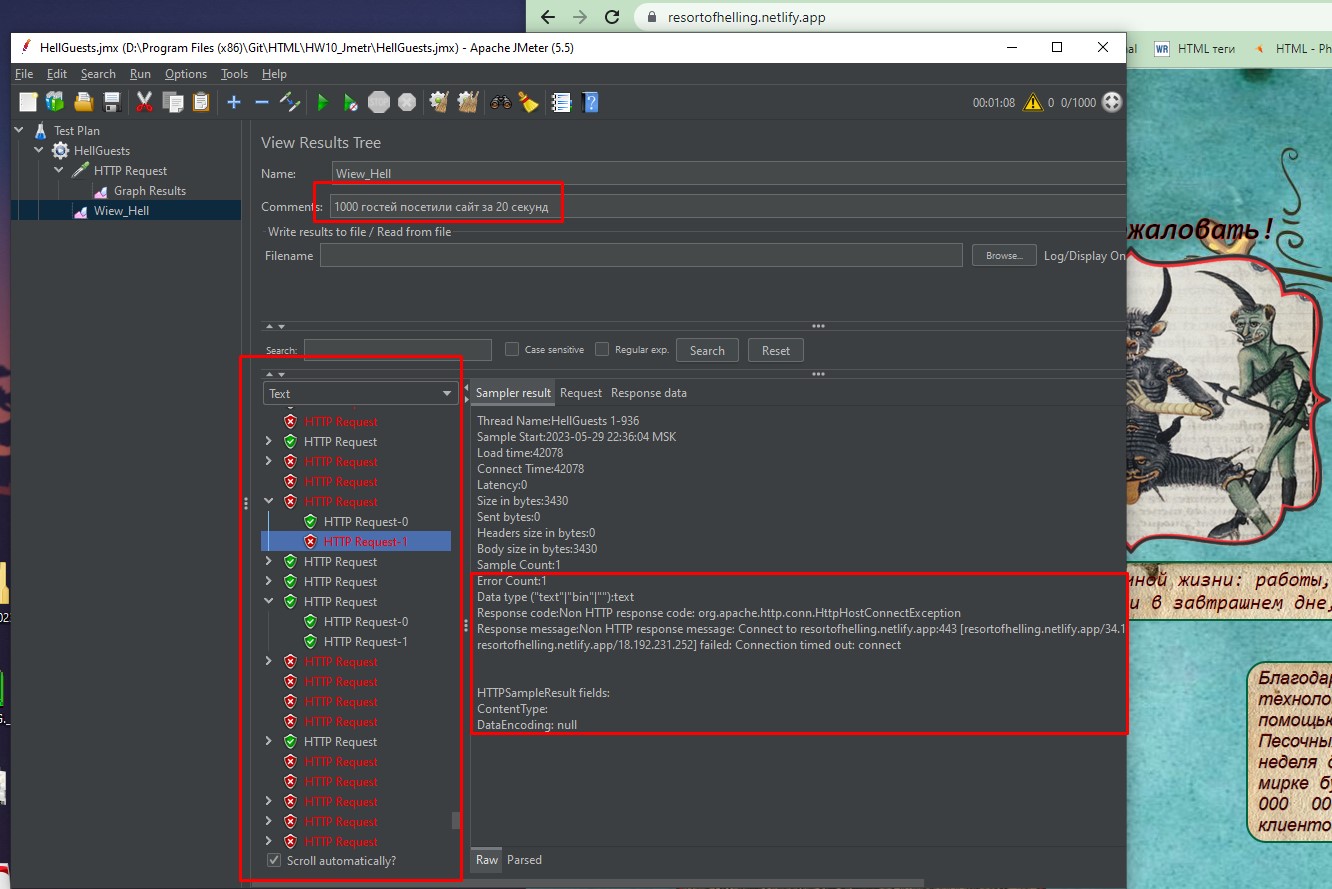 resortofhelling.netlify.app
HellGuests.jmx (D:\Program Files (x86)\Git\HTML\HW10_Jmetr\HellGuests.jmx) - Apache JMeter (5.5)
WR HTML теги HTML - Ph
File Edit Search Run Options Tools Help
00:01:08 0 0/1000
Test Plan
HellGuests
HTTP Request
Graph Results
Wiew_Hell
View Results Tree
Name: Wiew_Hell
Comments: 1000 гостей посетили сайт за 20 секунд
Write results to file / Read from file
Filename Browse... Log/Display On
Search: Case sensitive Regular exp. Search Reset
Text
HTTP Request
HTTP Request
HTTP Request
HTTP Request
HTTP Request
HTTP Request-0
HTTP Request-1
HTTP Request
HTTP Request
HTTP Request
HTTP Request-0
HTTP Request-1
HTTP Request
HTTP Request
HTTP Request
HTTP Request
HTTP Request
HTTP Request
HTTP Request
HTTP Request
HTTP Request
HTTP Request
Scroll automatically?
Sampler result Request Response data
Thread Name:HellGuests 1-936
Sample Start:2023-05-29 22:36:04 MSK
Load time:42078
Connect Time:42078
Latency:0
Size in bytes:3430
Sent bytes:0
Headers size in bytes:0
Body size in bytes:3430
Sample Count:1
Error Count:1
Data type ("text"|"bin"|""):text
Response code:Non HTTP response code: org.apache.http.conn.HttpHostConnectException
Response message:Non HTTP response message: Connect to resortofhelling.netlify.app:443 [resortofhelling.netlify.app/34.1
resortofhelling.netlify.app/18.192.231.252] failed: Connection timed out: connect
HTTPSampleResult fields:
ContentType:
DataEncoding: null
Raw Parsed
жаловать!
ной жизни: работы,
и в завтрашнем дне,
Благодар
техноло
помощью
Песочны
неделя
мирке бу
000 00
клиенто